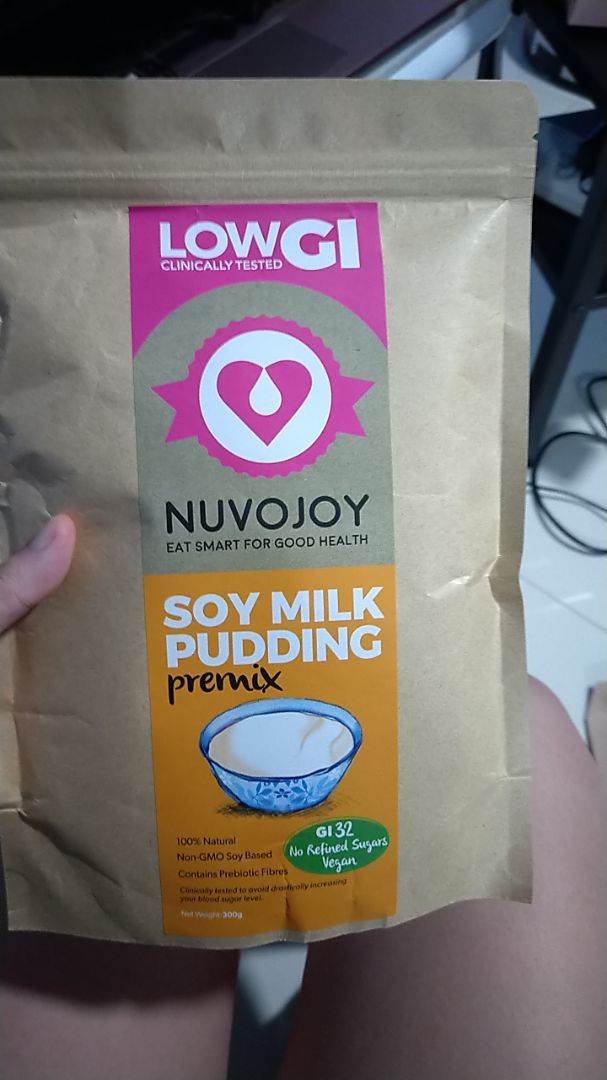 LOWGI
CLINICALLY TESTED
NUVOJOY
EAT SMART FOR GOOD HEALTH
SOY MILK
PUDDING
premix
GI 32
No Refined Sugars
Vegan
100% Natural
Non-GMO Soy Based
Contains Prebiotic Fibres
Clinically tested to avoid drastically increasing
your blood sugar level.
Net Weight: 300g